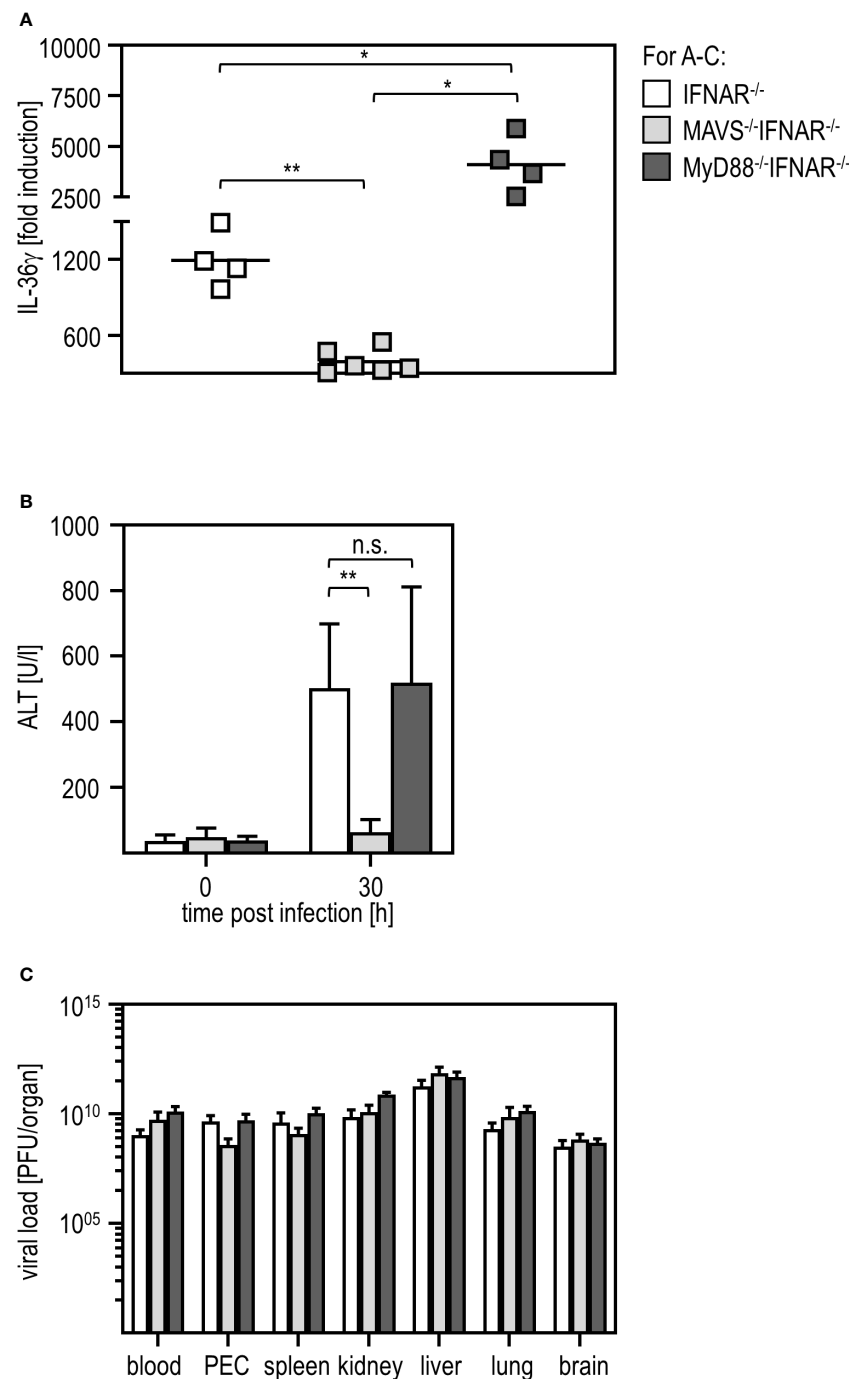 A
IL-36γ [fold induction]
10000
7500
5000
2500
1200
600
*
*
**
For A-C:
IFNAR-/-
MAVS-/-IFNAR-/-
MyD88-/-IFNAR-/-
B
ALT [U/l]
1000
800
600
400
200
n.s.
**
0 30
time post infection [h]
C
viral load [PFU/organ]
10^15
10^10
10^05
blood PEC spleen kidney liver lung brain